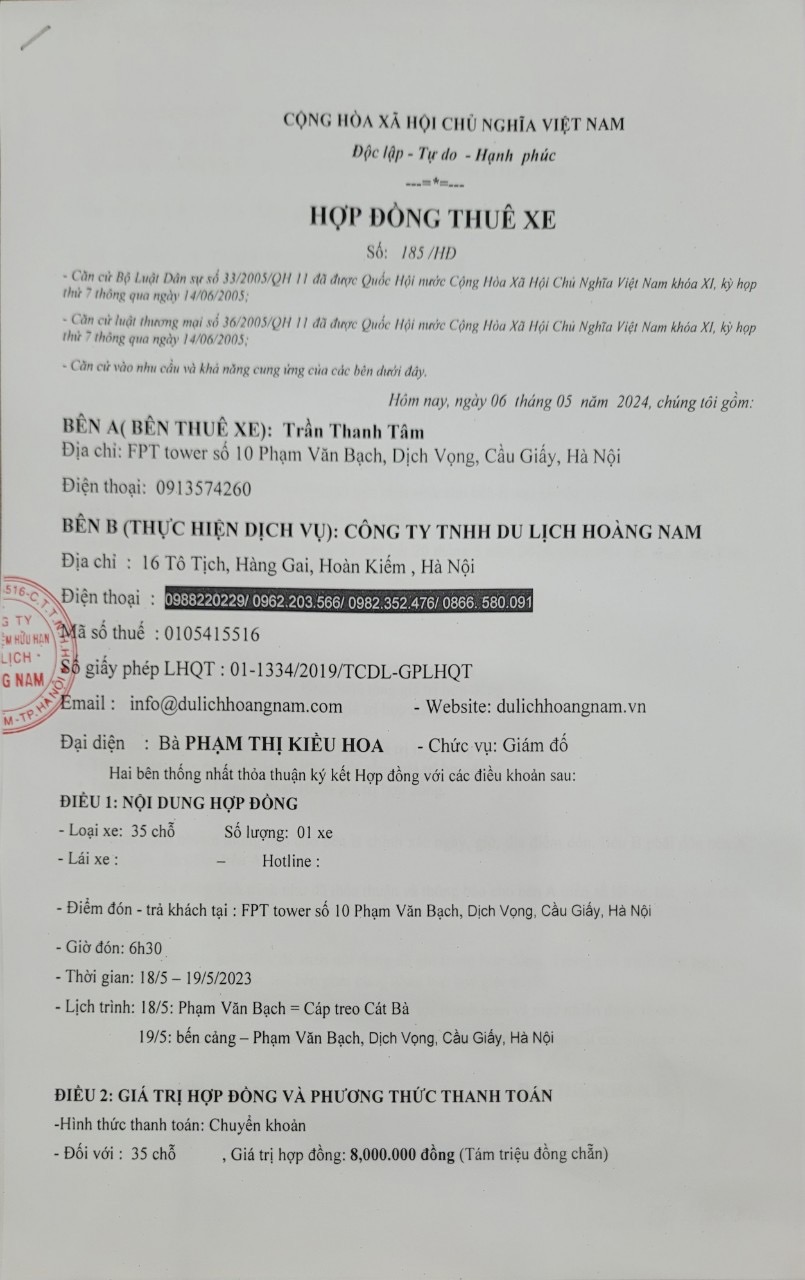 CỘNG HÒA XÃ HỘI CHỦ NGHĨA VIỆT NAM
Độc lập - Tự do - Hạnh phúc
---=*=---
HỢP ĐỒNG THUÊ XE
Số: 185 /HĐ
- Căn cứ Bộ Luật Dân sự số 33/2005/QH 11 đã được Quốc Hội nước Cộng Hòa Xã Hội Chủ Nghĩa Việt Nam khóa XI, kỳ họp
thứ 7 thông qua ngày 14/06/2005;
- Căn cứ luật thương mại số 36/2005/QH 11 đã được Quốc Hội nước Cộng Hòa Xã Hội Chủ Nghĩa Việt Nam khóa XI, kỳ họp
thứ 7 thông qua ngày 14/06/2005;
- Căn cứ vào nhu cầu và khả năng cung ứng của các bên dưới đây.
Hôm nay, ngày 06 tháng 05 năm 2024, chúng tôi gồm:
BÊN A( BÊN THUÊ XE): Trần Thanh Tâm
Địa chỉ: FPT tower số 10 Phạm Văn Bạch, Dịch Vọng, Cầu Giấy, Hà Nội
Điện thoại: 0913574260
BÊN B (THỰC HIỆN DỊCH VỤ): CÔNG TY TNHH DU LỊCH HOÀNG NAM
Địa chỉ : 16 Tô Tịch, Hàng Gai, Hoàn Kiếm , Hà Nội
Điện thoại : 0988220229/ 0962.203.566/ 0982.352.476/ 0866. 580.091
Mã số thuế : 0105415516
Số giấy phép LHQT : 01-1334/2019/TCDL-GPLHQT
Email : info@dulichhoangnam.com - Website: dulichhoangnam.vn
Đại diện : Bà PHẠM THỊ KIỀU HOA - Chức vụ: Giám đố
Hai bên thống nhất thỏa thuận ký kết Hợp đồng với các điều khoản sau:
ĐIỀU 1: NỘI DUNG HỢP ĐỒNG
- Loại xe: 35 chỗ Số lượng: 01 xe
- Lái xe : – Hotline :
- Điểm đón - trả khách tại : FPT tower số 10 Phạm Văn Bạch, Dịch Vọng, Cầu Giấy, Hà Nội
- Giờ đón: 6h30
- Thời gian: 18/5 – 19/5/2023
- Lịch trình: 18/5: Phạm Văn Bạch = Cáp treo Cát Bà
19/5: bến cảng – Phạm Văn Bạch, Dịch Vọng, Cầu Giấy, Hà Nội
ĐIỀU 2: GIÁ TRỊ HỢP ĐỒNG VÀ PHƯƠNG THỨC THANH TOÁN
-Hình thức thanh toán: Chuyển khoản
- Đối với : 35 chỗ , Giá trị hợp đồng: 8,000.000 đồng (Tám triệu đồng chẵn)